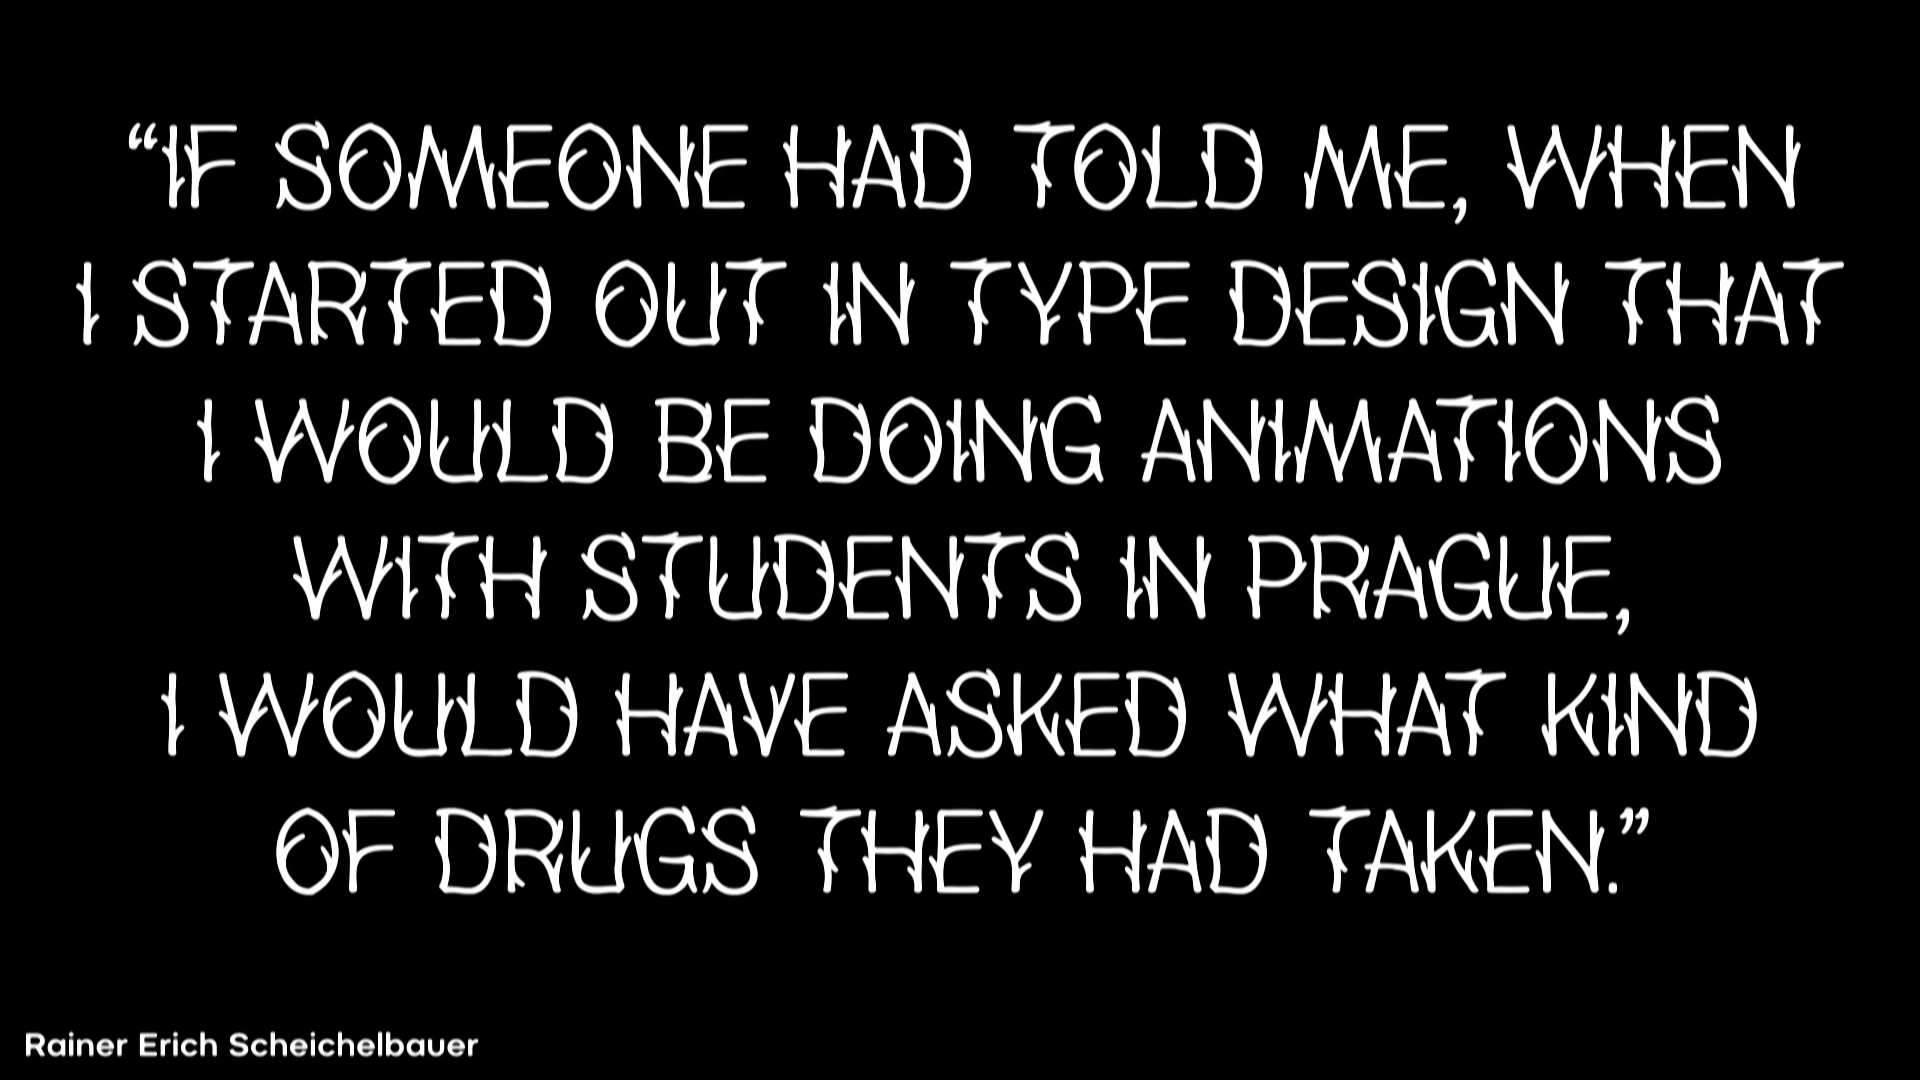 “IF SOMEONE HAD TOLD ME, WHEN
I STARTED OUT IN TYPE DESIGN THAT
I WOULD BE DOING ANIMATIONS
WITH STUDENTS IN PRAGUE,
I WOULD HAVE ASKED WHAT KIND
OF DRUGS THEY HAD TAKEN.”
Rainer Erich Scheichelbauer